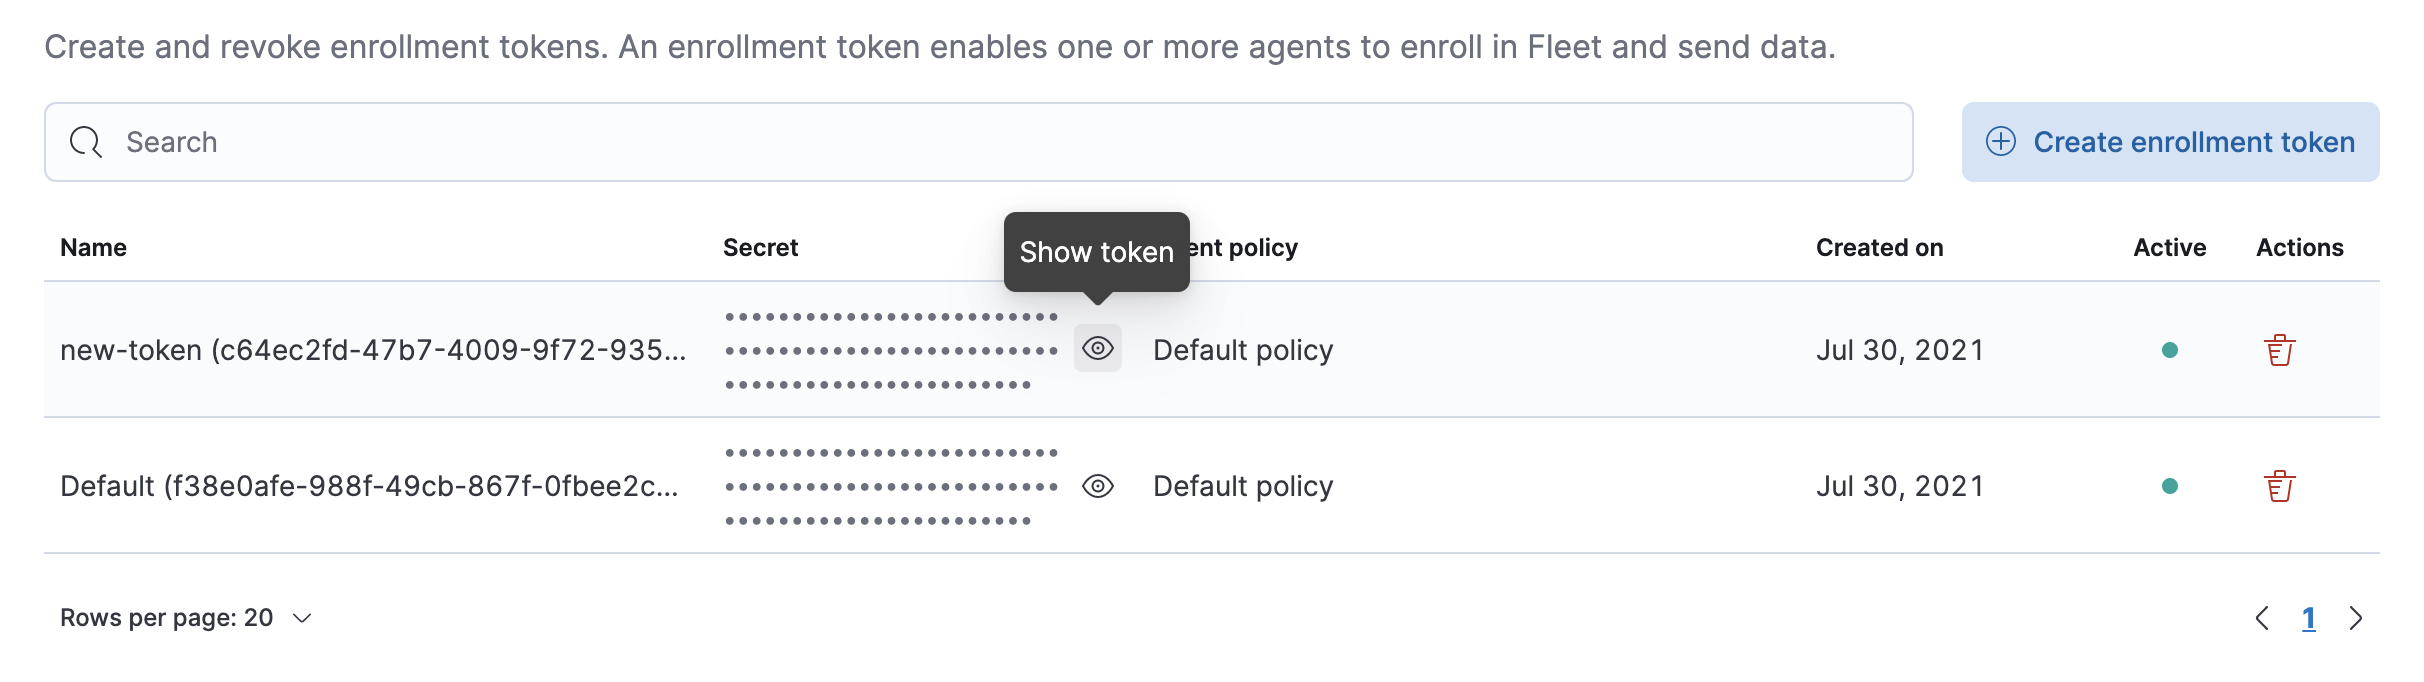 Create and revoke enrollment tokens. An enrollment token enables one or more agents to enroll in Fleet and send data.
Search
Create enrollment token
Show token
Name Secret ent policy Created on Active Actions
new-token (c64ec2fd-47b7-4009-9f72-935... •••••••••••••••••••••••••
••••••••••••••••••••••••• Default policy Jul 30, 2021
•••••••••••••••••••••••
Default (f38e0afe-988f-49cb-867f-0fbee2c... •••••••••••••••••••••••••
••••••••••••••••••••••••• Default policy Jul 30, 2021
•••••••••••••••••••••••
Rows per page: 20
1